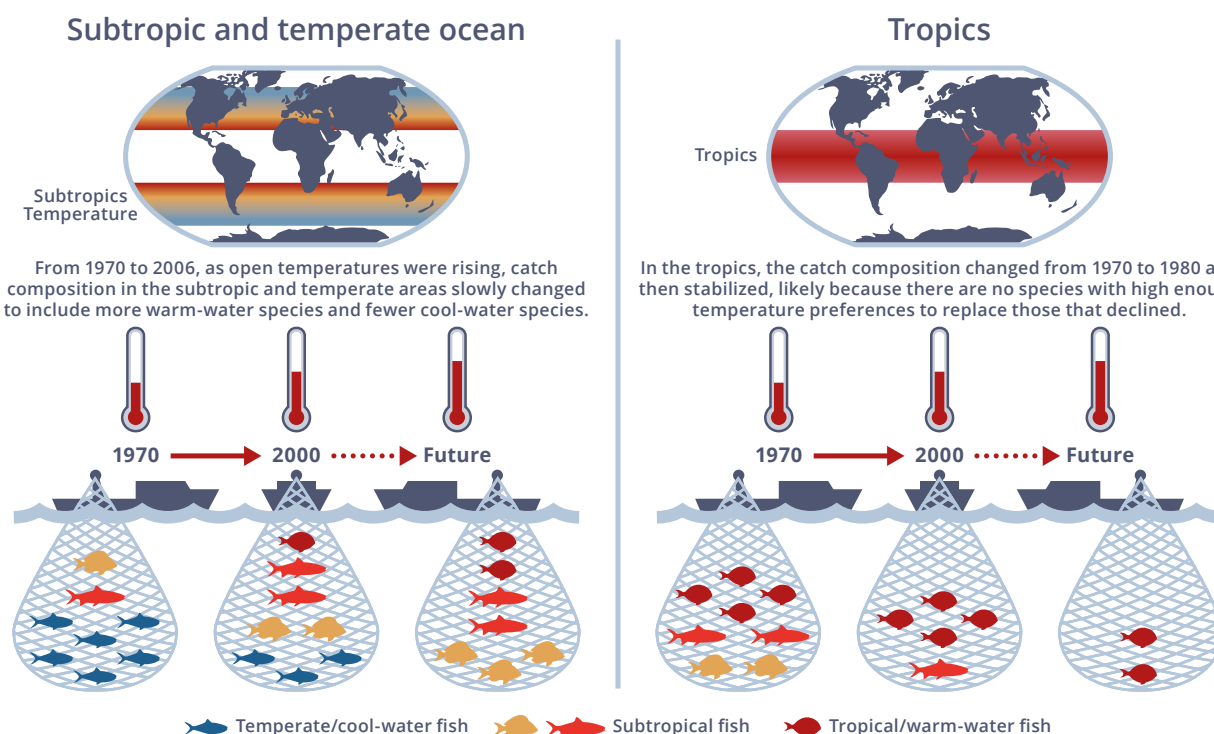 Subtropic and temperate ocean
Subtropics
Temperature
From 1970 to 2006, as open temperatures were rising, catch
composition in the subtropic and temperate areas slowly changed
to include more warm-water species and fewer cool-water species.
1970
2000
Future
Tropics
Tropics
In the tropics, the catch composition changed from 1970 to 1980 a
then stabilized, likely because there are no species with high enou
temperature preferences to replace those that declined.
1970
2000
Future
Temperate/cool-water fish
Subtropical fish
Tropical/warm-water fish